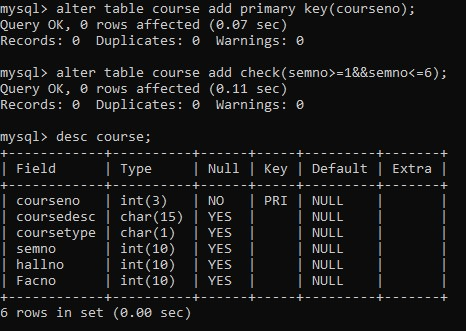 mysql> alter table course add primary key(courseno);
Query OK, 0 rows affected (0.07 sec)
Records: 0  Duplicates: 0  Warnings: 0
mysql> alter table course add check(semno>=1&&semno<=6);
Query OK, 0 rows affected (0.11 sec)
Records: 0  Duplicates: 0  Warnings: 0
mysql> desc course;
+------------+----------+------+-----+---------+-------+
| Field      | Type     | Null | Key | Default | Extra |
+------------+----------+------+-----+---------+-------+
| courseno   | int(3)   | NO   | PRI | NULL    |       |
| coursedesc | char(15) | YES  |     | NULL    |       |
| coursetype | char(1)  | YES  |     | NULL    |       |
| semno      | int(10)  | YES  |     | NULL    |       |
| hallno     | int(10)  | YES  |     | NULL    |       |
| Facno      | int(10)  | YES  |     | NULL    |       |
+------------+----------+------+-----+---------+-------+
6 rows in set (0.00 sec)